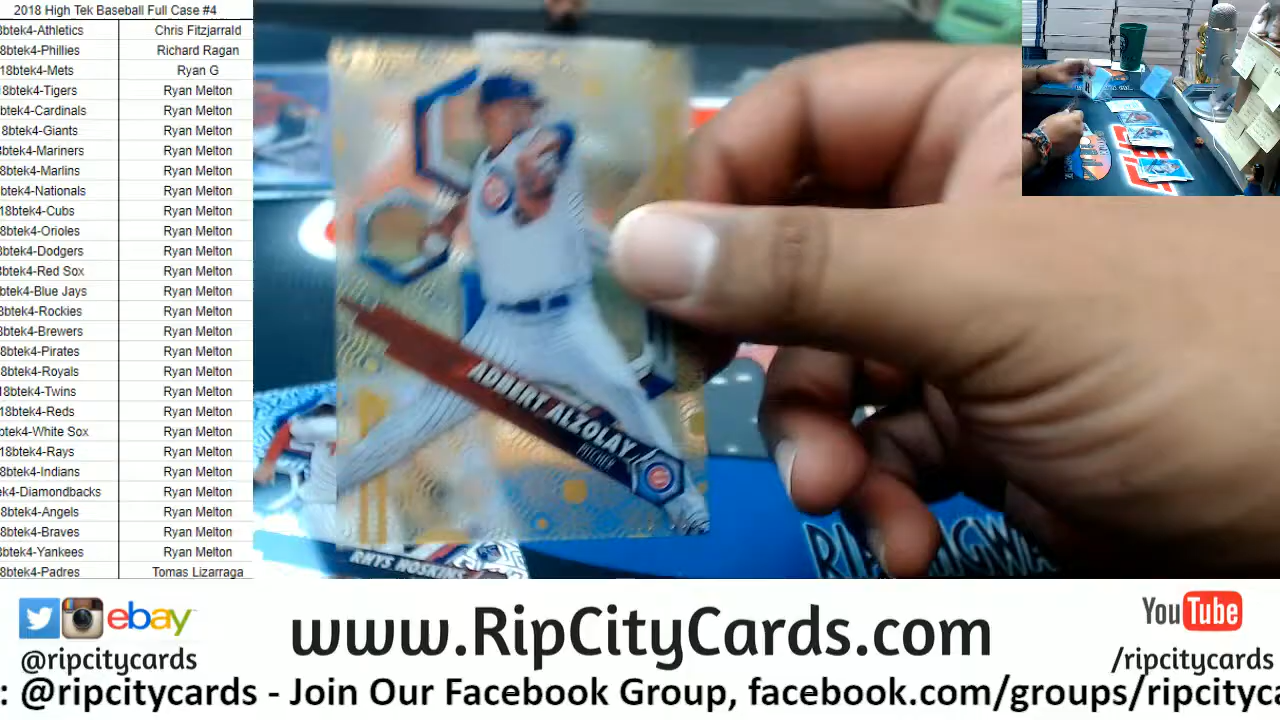 2018 High Tek Baseball Full Case #4
8btek4-Athletics Chris Fitzjarrald
8btek4-Phillies Richard Ragan
18btek4-Mets Ryan G
8btek4-Tigers Ryan Melton
btek4-Cardinals Ryan Melton
8btek4-Giants Ryan Melton
8btek4-Mariners Ryan Melton
8btek4-Marlins Ryan Melton
btek4-Nationals Ryan Melton
18btek4-Cubs Ryan Melton
8btek4-Orioles Ryan Melton
8btek4-Dodgers Ryan Melton
8btek4-Red Sox Ryan Melton
btek4-Blue Jays Ryan Melton
8btek4-Rockies Ryan Melton
8btek4-Brewers Ryan Melton
8btek4-Pirates Ryan Melton
8btek4-Royals Ryan Melton
8btek4-Twins Ryan Melton
18btek4-Reds Ryan Melton
btek4-White Sox Ryan Melton
18btek4-Rays Ryan Melton
8btek4-Indians Ryan Melton
ek4-Diamondbacks Ryan Melton
8btek4-Angels Ryan Melton
8btek4-Braves Ryan Melton
8btek4-Yankees Ryan Melton
8btek4-Padres Tomas Lizarraga
ADBERT ALZOLAY
PITCHER
RHYS HOSKINS
ebay
@ripcitycards
www.RipCityCards.com
YouTube
/ripcitycards
: @ripcitycards - Join Our Facebook Group, facebook.com/groups/ripcityca